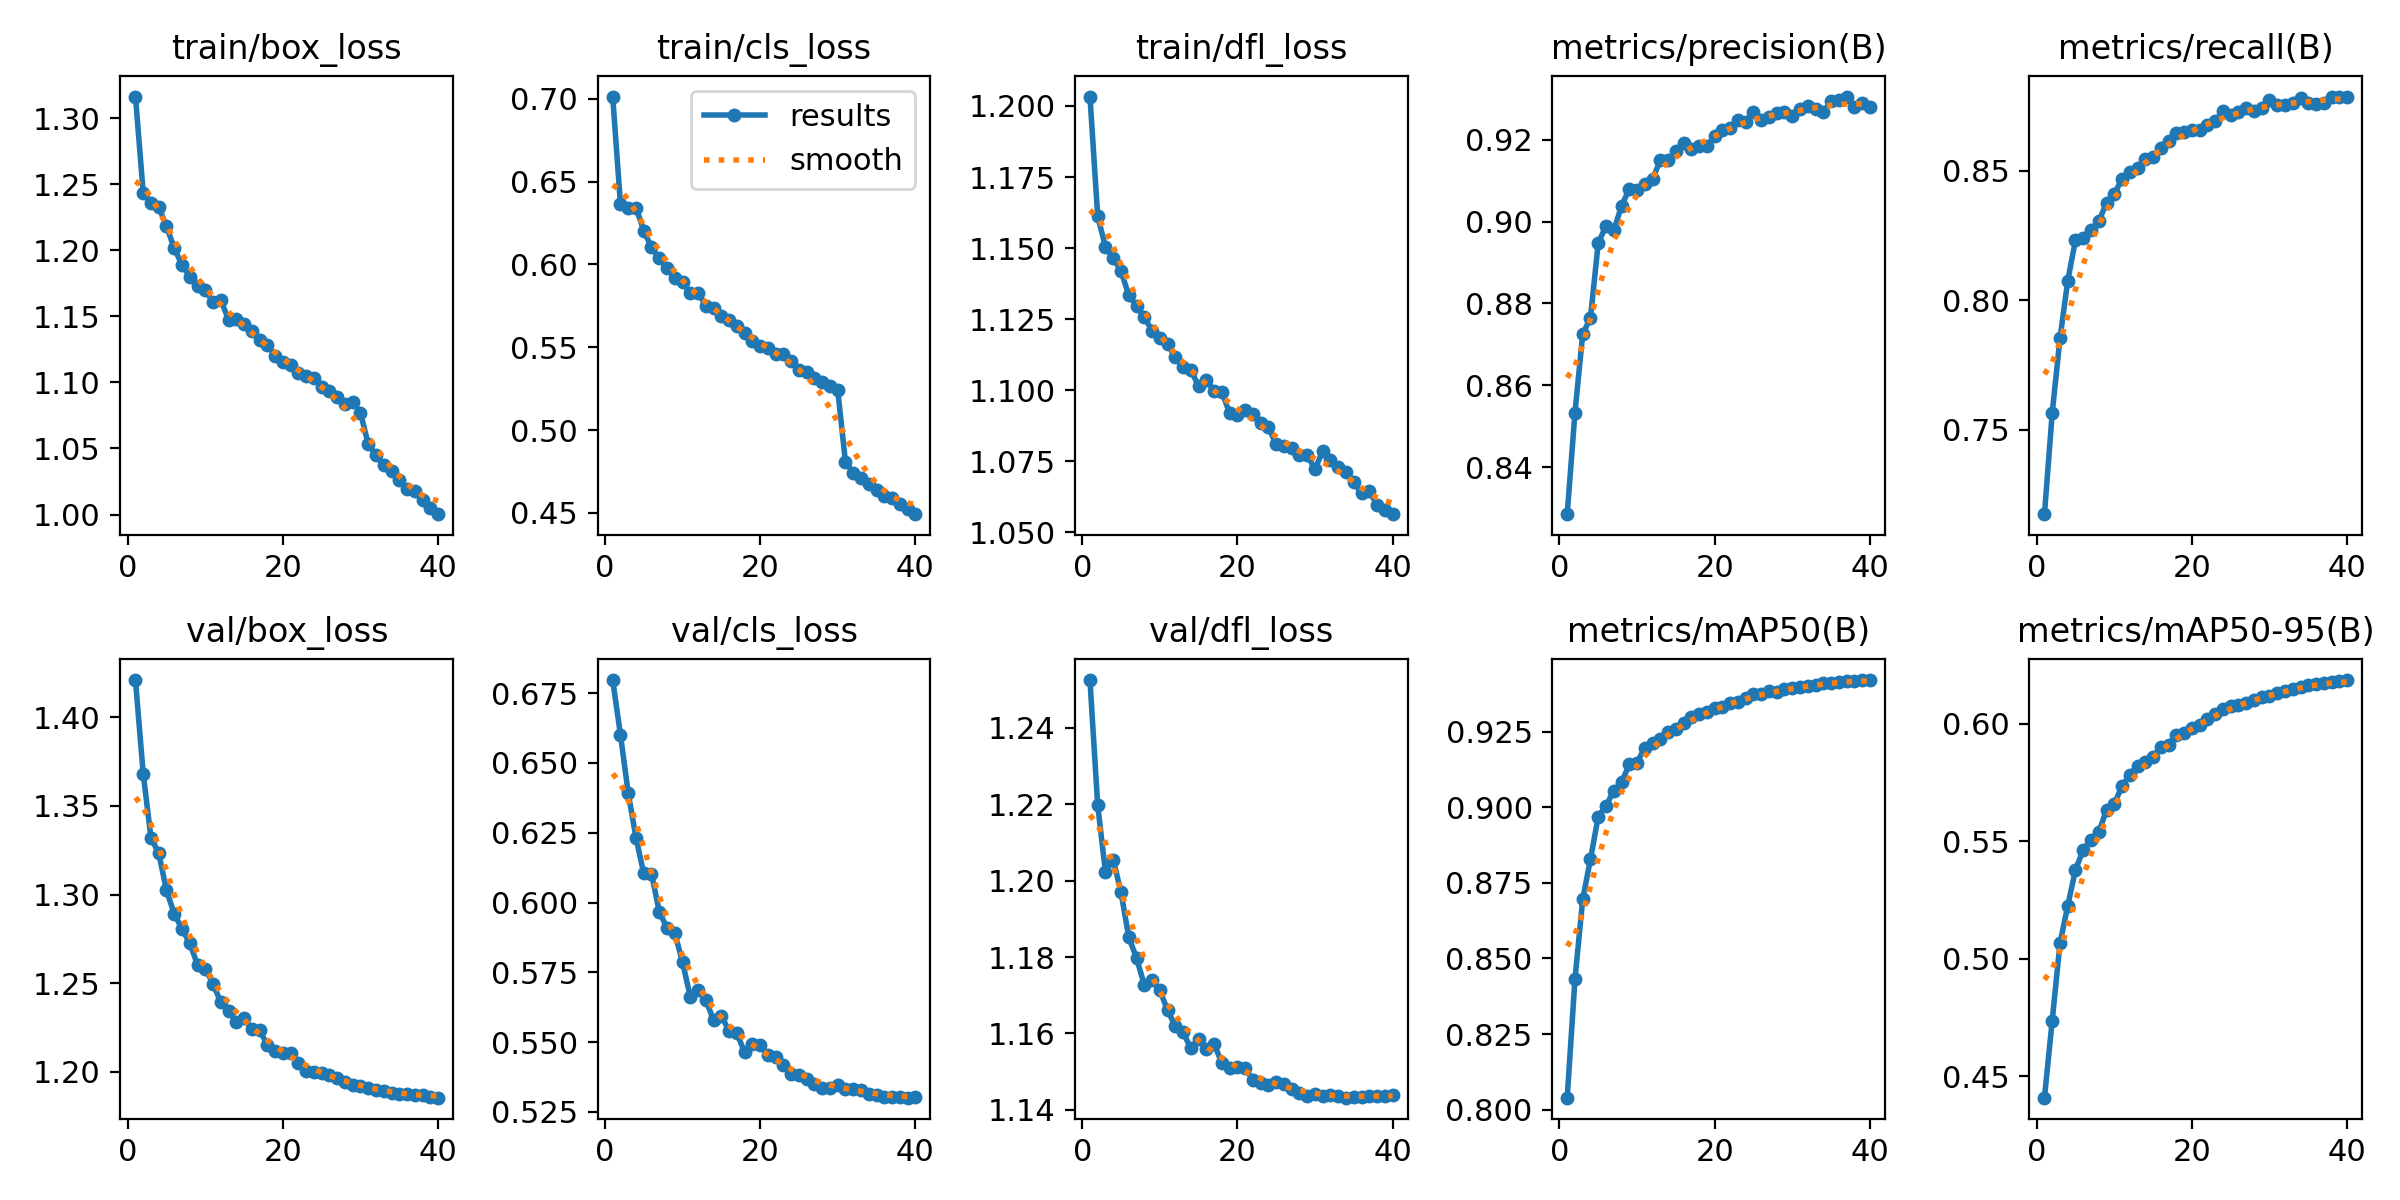 train/box_loss
1.30
1.25
1.20
1.15
1.10
1.05
1.00
0 20 40
train/cls_loss
results
smooth
0.70
0.65
0.60
0.55
0.50
0.45
0 20 40
train/dfl_loss
1.200
1.175
1.150
1.125
1.100
1.075
1.050
0 20 40
metrics/precision(B)
0.92
0.90
0.88
0.86
0.84
0 20 40
metrics/recall(B)
0.85
0.80
0.75
0 20 40
val/box_loss
1.40
1.35
1.30
1.25
1.20
0 20 40
val/cls_loss
0.675
0.650
0.625
0.600
0.575
0.550
0.525
0 20 40
val/dfl_loss
1.24
1.22
1.20
1.18
1.16
1.14
0 20 40
metrics/mAP50(B)
0.925
0.900
0.875
0.850
0.825
0.800
0 20 40
metrics/mAP50-95(B)
0.60
0.55
0.50
0.45
0 20 40